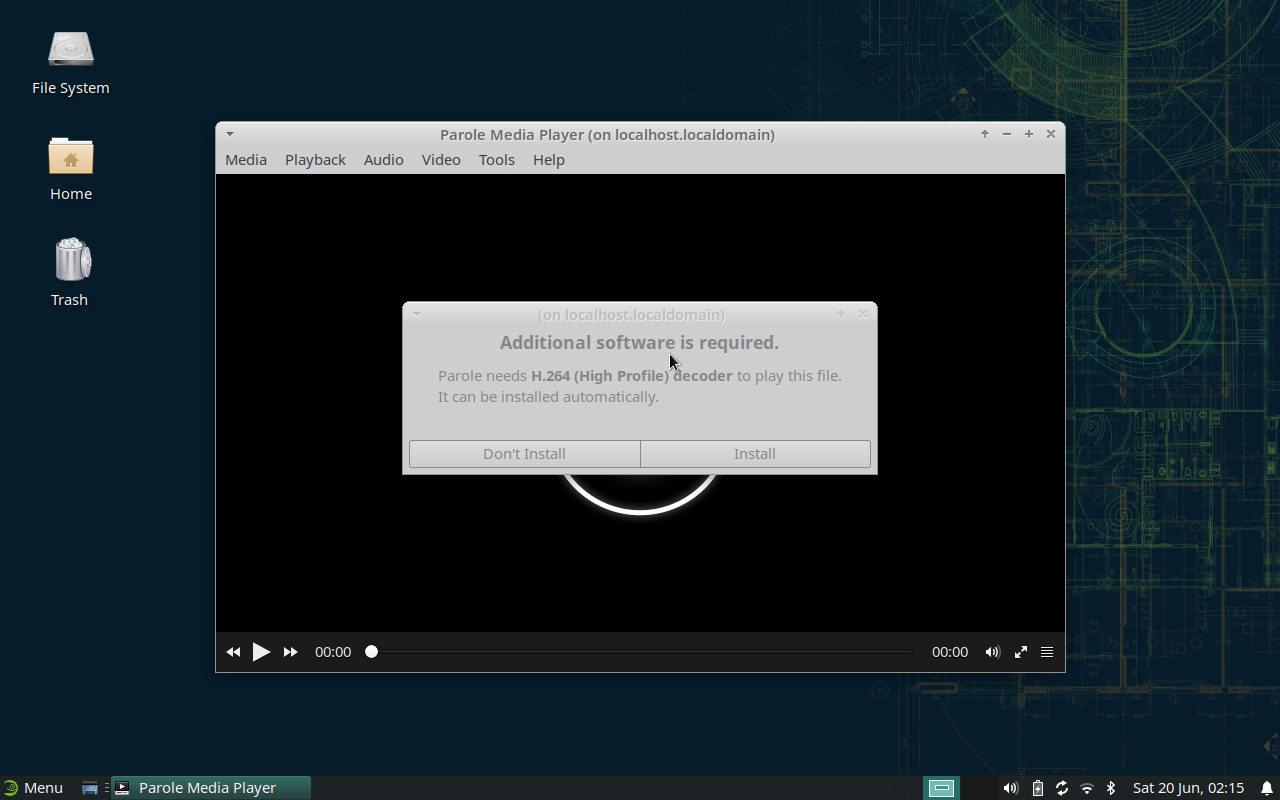 File System
Home
Trash
Parole Media Player (on localhost.localdomain)
Media Playback Audio Video Tools Help
(on localhost.localdomain)
Additional software is required.
Parole needs H.264 (High Profile) decoder to play this file.
It can be installed automatically.
Don't Install Install
00:00 00:00
Menu Parole Media Player Sat 20 Jun, 02:15